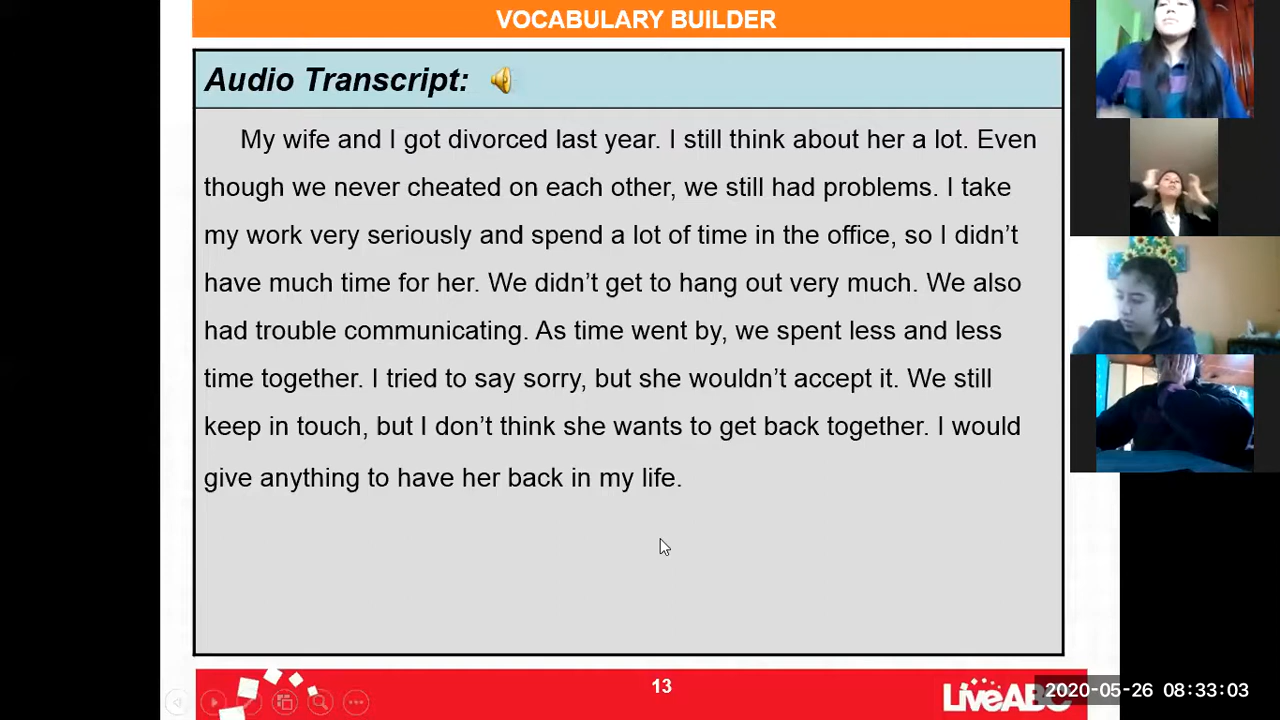 VOCABULARY BUILDER
Audio Transcript:
My wife and I got divorced last year. I still think about her a lot. Even
though we never cheated on each other, we still had problems. I take
my work very seriously and spend a lot of time in the office, so I didn’t
have much time for her. We didn’t get to hang out very much. We also
had trouble communicating. As time went by, we spent less and less
time together. I tried to say sorry, but she wouldn’t accept it. We still
keep in touch, but I don’t think she wants to get back together. I would
give anything to have her back in my life.
13
LiveABC
2020-05-26 08:33:03